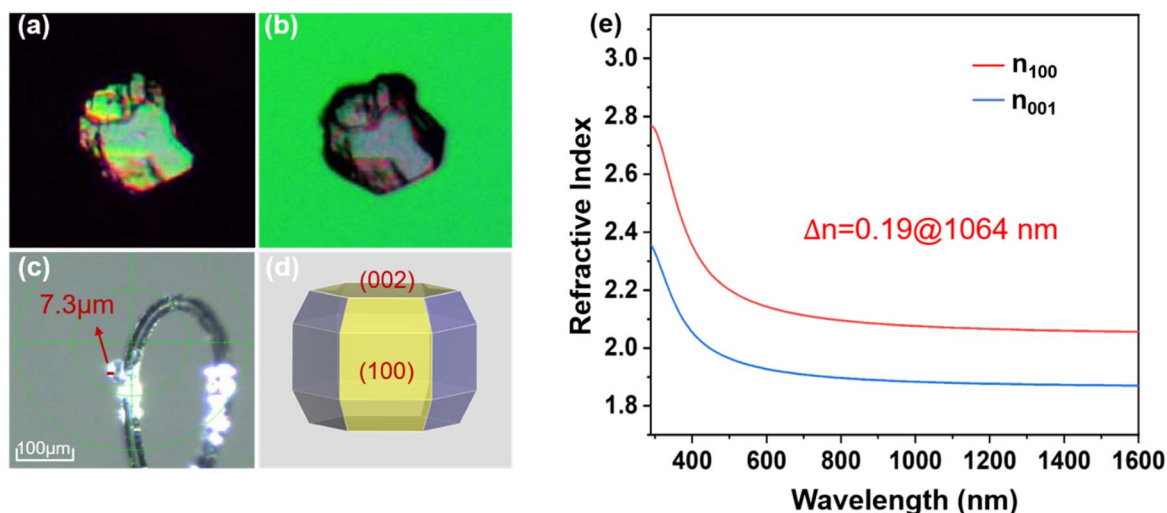 (a)
(b)
(c)
7.3μm
100μm
(d)
(002)
(100)
(e)
n100
n001
Δn=0.19@1064 nm
Refractive Index
3.0
2.8
2.6
2.4
2.2
2.0
1.8
400
600
800
1000
1200
1400
1600
Wavelength (nm)